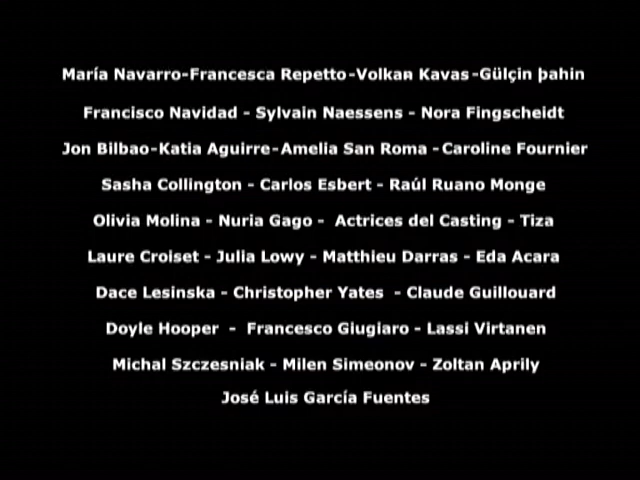 María Navarro-Francesca Repetto-Volkan Kavas-Gülçin þahin
Francisco Navidad - Sylvain Naessens - Nora Fingscheidt
Jon Bilbao-Katia Aguirre-Amelia San Roma -Caroline Fournier
Sasha Collington - Carlos Esbert - Raúl Ruano Monge
Olivia Molina - Nuria Gago - Actrices del Casting - Tiza
Laure Croiset - Julia Lowy - Matthieu Darras - Eda Acara
Dace Lesinska - Christopher Yates - Claude Guillouard
Doyle Hooper - Francesco Giugiaro - Lassi Virtanen
Michal Szczesniak - Milen Simeonov - Zoltan Aprily
José Luis García Fuentes